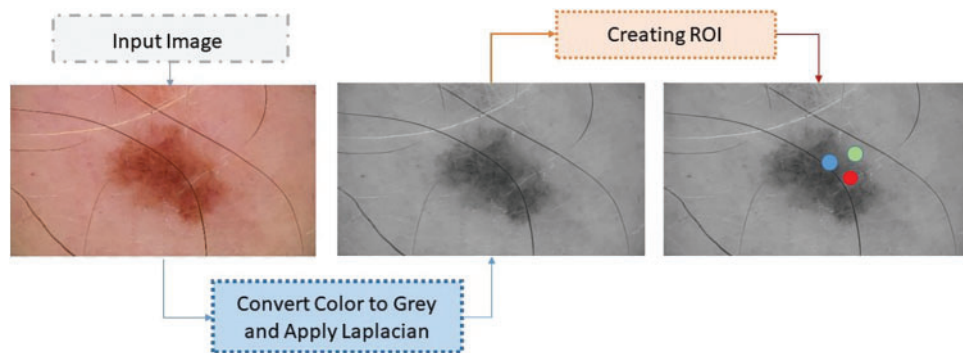 Input Image
Creating ROI
Convert Color to Grey
and Apply Laplacian